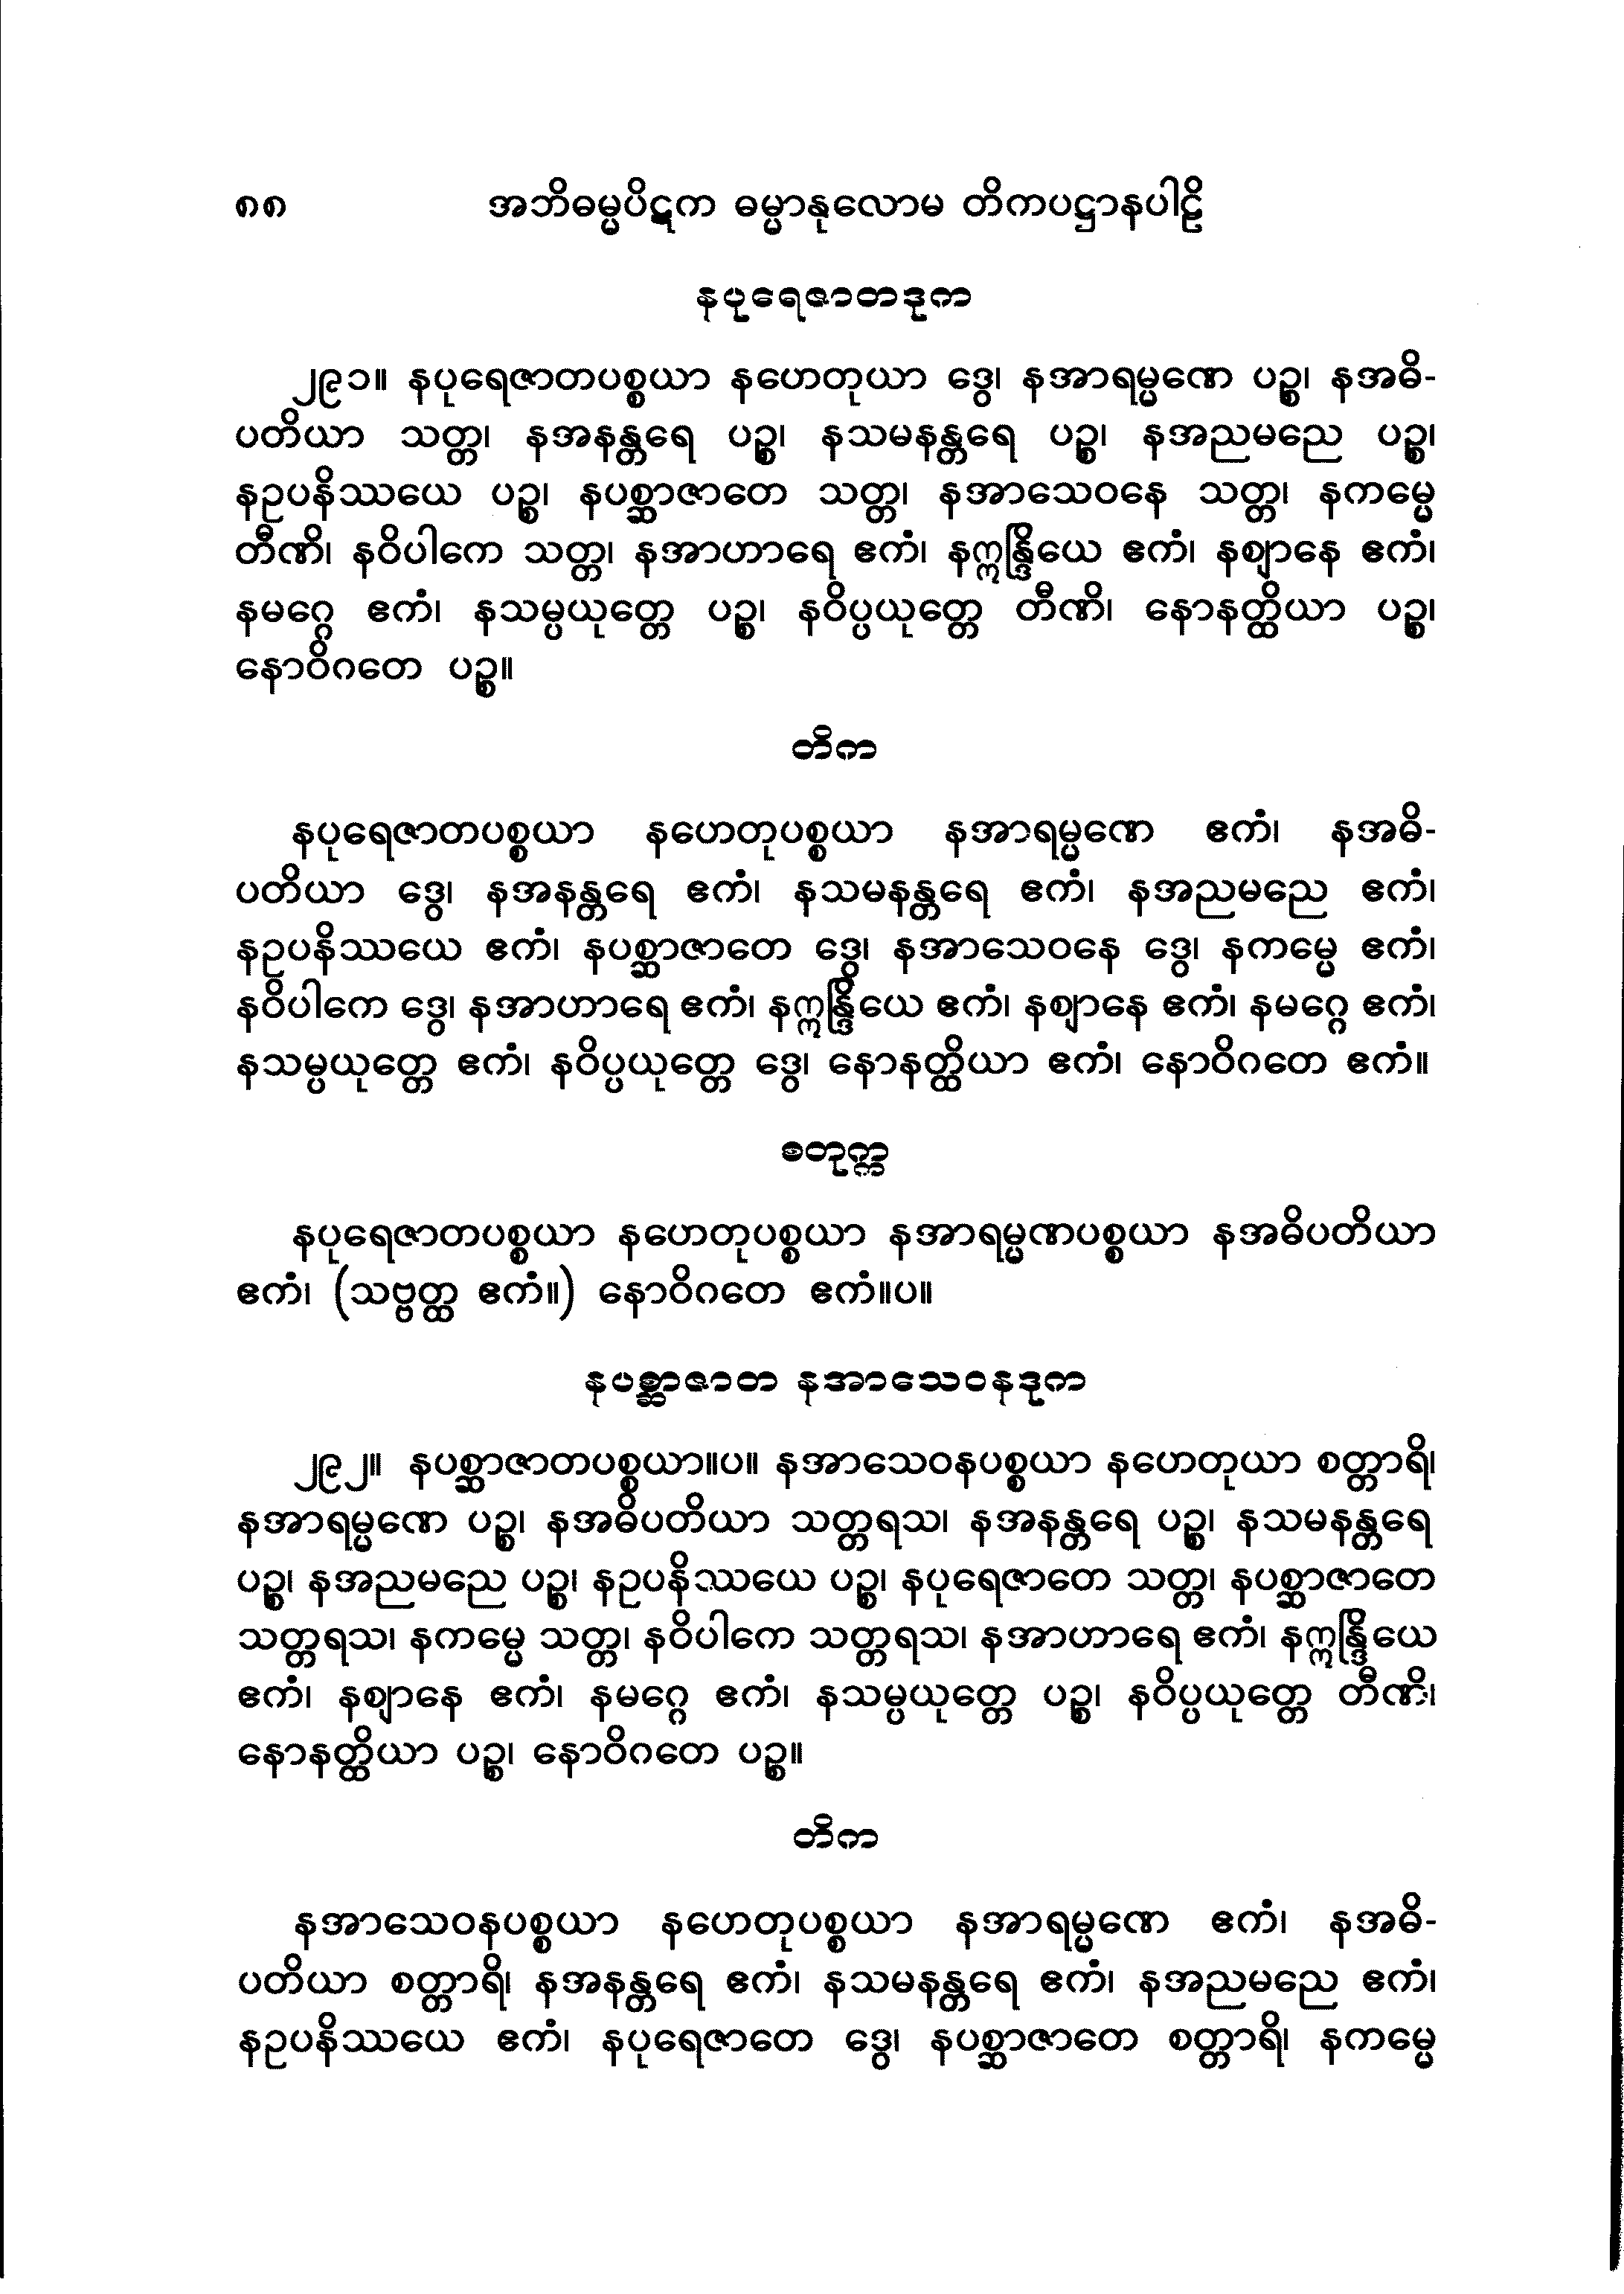 ၈၈ အဘိဓမ္မပိဋက ဓမ္မာနုလောမ တိကပဋ္ဌာနပါဠိ
နပုရေဇာတဒုက
၂၉၁။ နပုရေဇာတပစ္စယာ နဟေတုယာ ဒွေ၊ နအာရမ္မဏေ ပဉ္စ၊ နအဓိ-
ပတိယာ သတ္တ၊ နအနန္တရေ ပဉ္စ၊ နသမနန္တရေ ပဉ္စ၊ နအညမညေ ပဉ္စ၊
နဥပနိဿယေ ပဉ္စ၊ နပစ္ဆာဇာတေ သတ္တ၊ နအာသေဝနေ သတ္တ၊ နကမ္မေ
တီဏိ၊ နဝိပါကေ သတ္တ၊ နအာဟာရေ ဧကံ၊ နဣန္ဒြိယေ ဧကံ၊ နဈာနေ ဧကံ၊
နမဂ္ဂေ ဧကံ၊ နသမ္ပယုတ္တေ ပဉ္စ၊ နဝိပ္ပယုတ္တေ တီဏိ၊ နောနတ္ထိယာ ပဉ္စ၊
နောဝိဂတေ ပဉ္စ။
တိက
နပုရေဇာတပစ္စယာ နဟေတုပစ္စယာ နအာရမ္မဏေ ဧကံ၊ နအဓိ-
ပတိယာ ဒွေ၊ နအနန္တရေ ဧကံ၊ နသမနန္တရေ ဧကံ၊ နအညမညေ ဧကံ၊
နဥပနိဿယေ ဧကံ၊ နပစ္ဆာဇာတေ ဒွေ၊ နအာသေဝနေ ဒွေ၊ နကမ္မေ ဧကံ၊
နဝိပါကေ ဒွေ၊ နအာဟာရေ ဧကံ၊ နဣန္ဒြိယေ ဧကံ၊ နဈာနေ ဧကံ၊ နမဂ္ဂေ ဧကံ၊
နသမ္ပယုတ္တေ ဧကံ၊ နဝိပ္ပယုတ္တေ ဒွေ၊ နောနတ္ထိယာ ဧကံ၊ နောဝိဂတေ ဧကံ။
စတုက္က
နပုရေဇာတပစ္စယာ နဟေတုပစ္စယာ နအာရမ္မဏပစ္စယာ နအဓိပတိယာ
ဧကံ၊ (သဗ္ဗတ္ထ ဧကံ။) နောဝိဂတေ ဧကံ။ပ။
နပစ္ဆာဇာတ နအာသေဝနဒုက
၂၉၂။ နပစ္ဆာဇာတပစ္စယာ။ပ။ နအာသေဝနပစ္စယာ နဟေတုယာ စတ္တာရိ၊
နအာရမ္မဏေ ပဉ္စ၊ နအဓိပတိယာ သတ္တရသ၊ နအနန္တရေ ပဉ္စ၊ နသမနန္တရေ
ပဉ္စ၊ နအညမညေ ပဉ္စ၊ နဥပနိဿယေ ပဉ္စ၊ နပုရေဇာတေ သတ္တ၊ နပစ္ဆာဇာတေ
သတ္တရသ၊ နကမ္မေ သတ္တ၊ နဝိပါကေ သတ္တရသ၊ နအာဟာရေ ဧကံ၊ နဣန္ဒြိယေ
ဧကံ၊ နဈာနေ ဧကံ၊ နမဂ္ဂေ ဧကံ၊ နသမ္ပယုတ္တေ ပဉ္စ၊ နဝိပ္ပယုတ္တေ တီဏိ၊
နောနတ္ထိယာ ပဉ္စ၊ နောဝိဂတေ ပဉ္စ။
တိက
နအာသေဝနပစ္စယာ နဟေတုပစ္စယာ နအာရမ္မဏေ ဧကံ၊ နအဓိ-
ပတိယာ စတ္တာရိ၊ နအနန္တရေ ဧကံ၊ နသမနန္တရေ ဧကံ၊ နအညမညေ ဧကံ၊
နဥပနိဿယေ ဧကံ၊ နပုရေဇာတေ ဒွေ၊ နပစ္ဆာဇာတေ စတ္တာရိ၊ နကမ္မေ